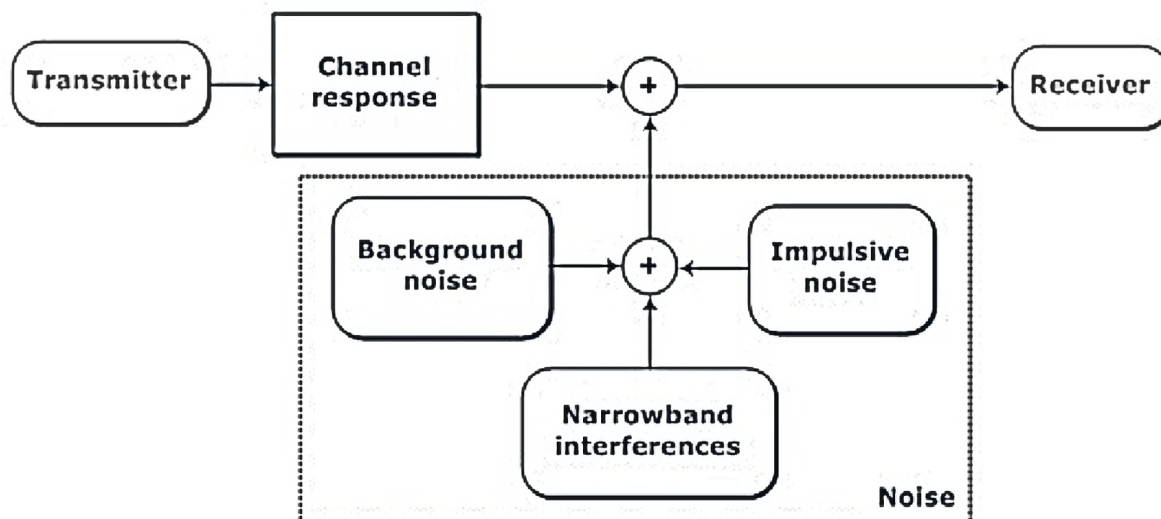 Transmitter
Channel
response
+
Receiver
Background
noise
+
Impulsive
noise
Narrowband
interferences
Noise